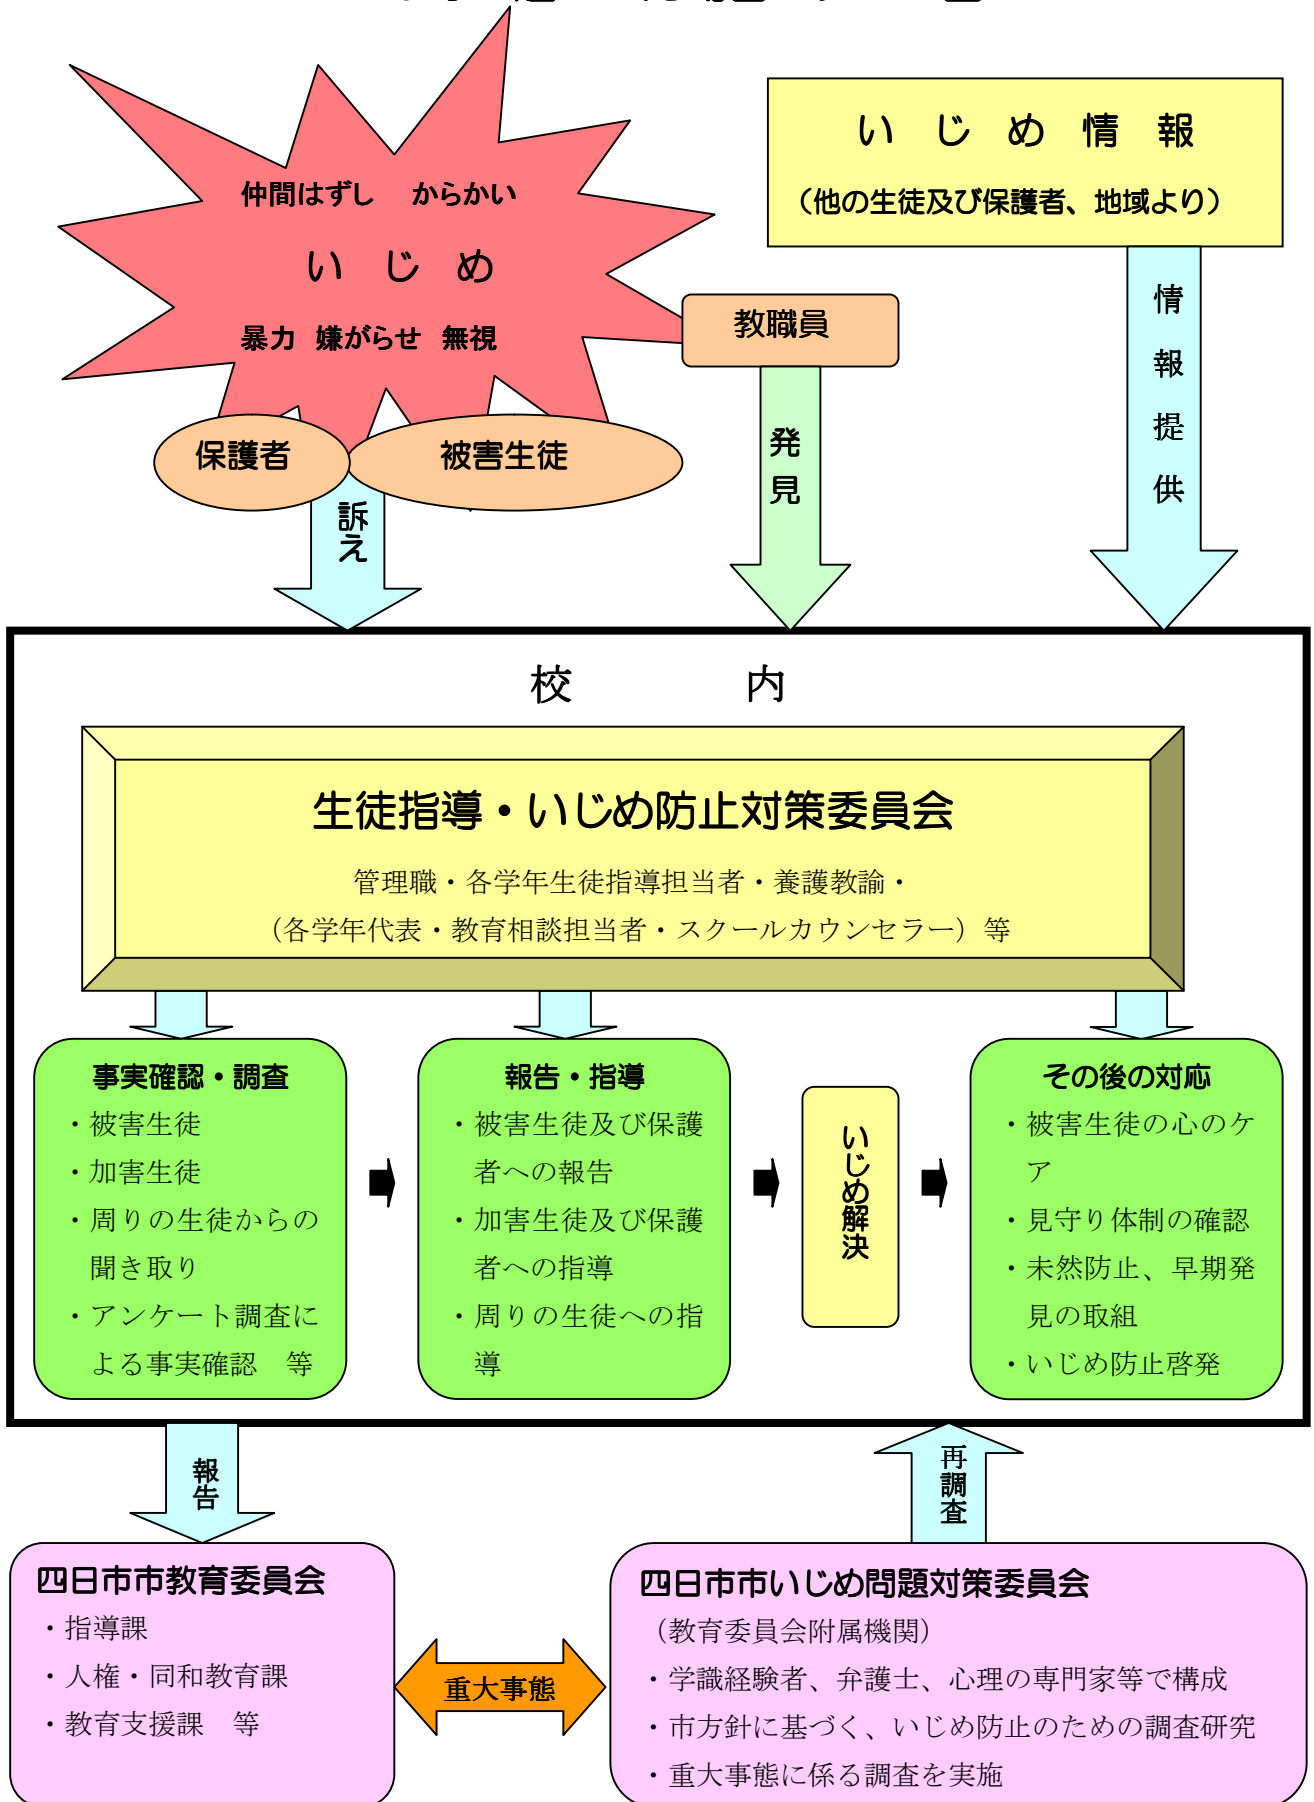 仲間はずし　からかい
いじめ
暴力　嫌がらせ　無視
保護者
被害生徒
訴え
教職員
発見
いじめ情報
（他の生徒及び保護者、地域より）
情報提供
校内
生徒指導・いじめ防止対策委員会
管理職・各学年生徒指導担当者・養護教諭・
（各学年代表・教育相談担当者・スクールカウンセラー）等
事実確認・調査
・被害生徒
・加害生徒
・周りの生徒からの
聞き取り
・アンケート調査に
よる事実確認　等
報告・指導
・被害生徒及び保護
者への報告
・加害生徒及び保護
者への指導
・周りの生徒への指
導
いじめ解決
その後の対応
・被害生徒の心のケ
ア
・見守り体制の確認
・未然防止、早期発
見の取組
・いじめ防止啓発
報告
再調査
四日市市教育委員会
・指導課
・人権・同和教育課
・教育支援課　等
重大事態
四日市市いじめ問題対策委員会
（教育委員会附属機関）
・学識経験者、弁護士、心理の専門家等で構成
・市方針に基づく、いじめ防止のための調査研究
・重大事態に係る調査を実施